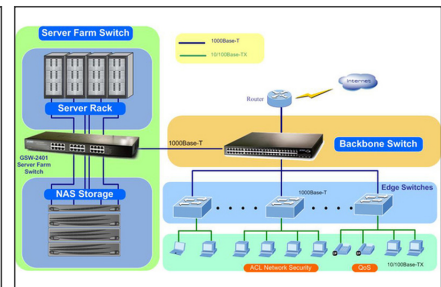 Server Farm Switch
1000Base-T
10/100Base-TX
Internet
Router
Server Rack
1000Base-T
Backbone Switch
GSW-2401
Server Farm
Switch
NAS Storage
1000Base-T
Edge Switches
ACL Network Security
QoS
10/100Base-TX